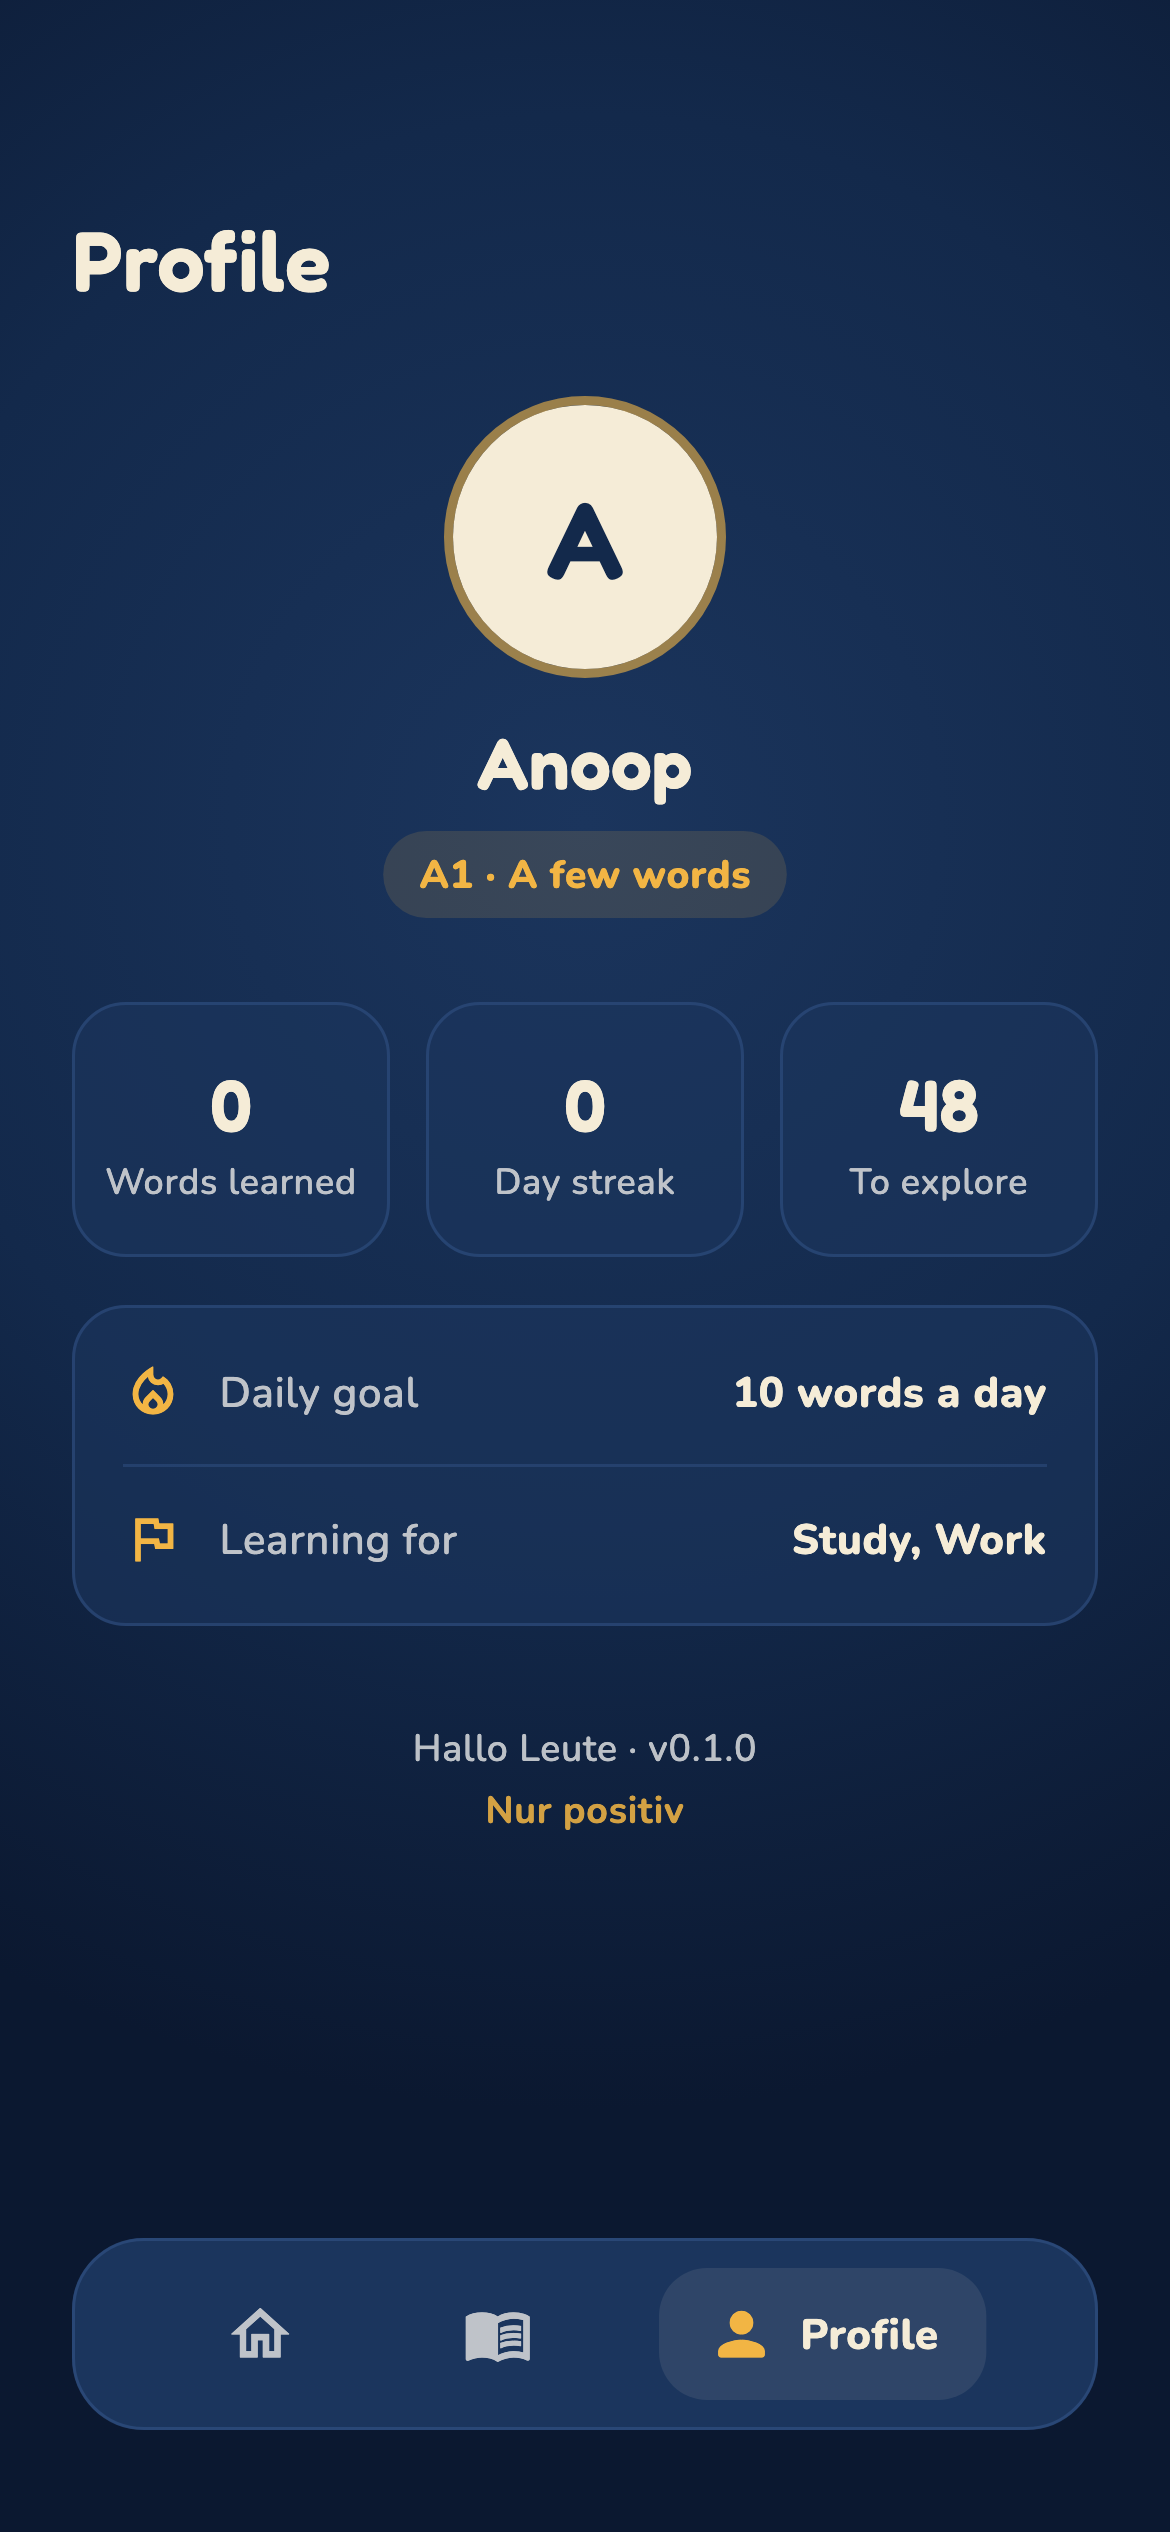 Profile
A
Anoop
A1 · A few words
0
Words learned
0
Day streak
48
To explore
Daily goal
10 words a day
Learning for
Study, Work
Hallo Leute · v0.1.0
Nur positiv
Profile